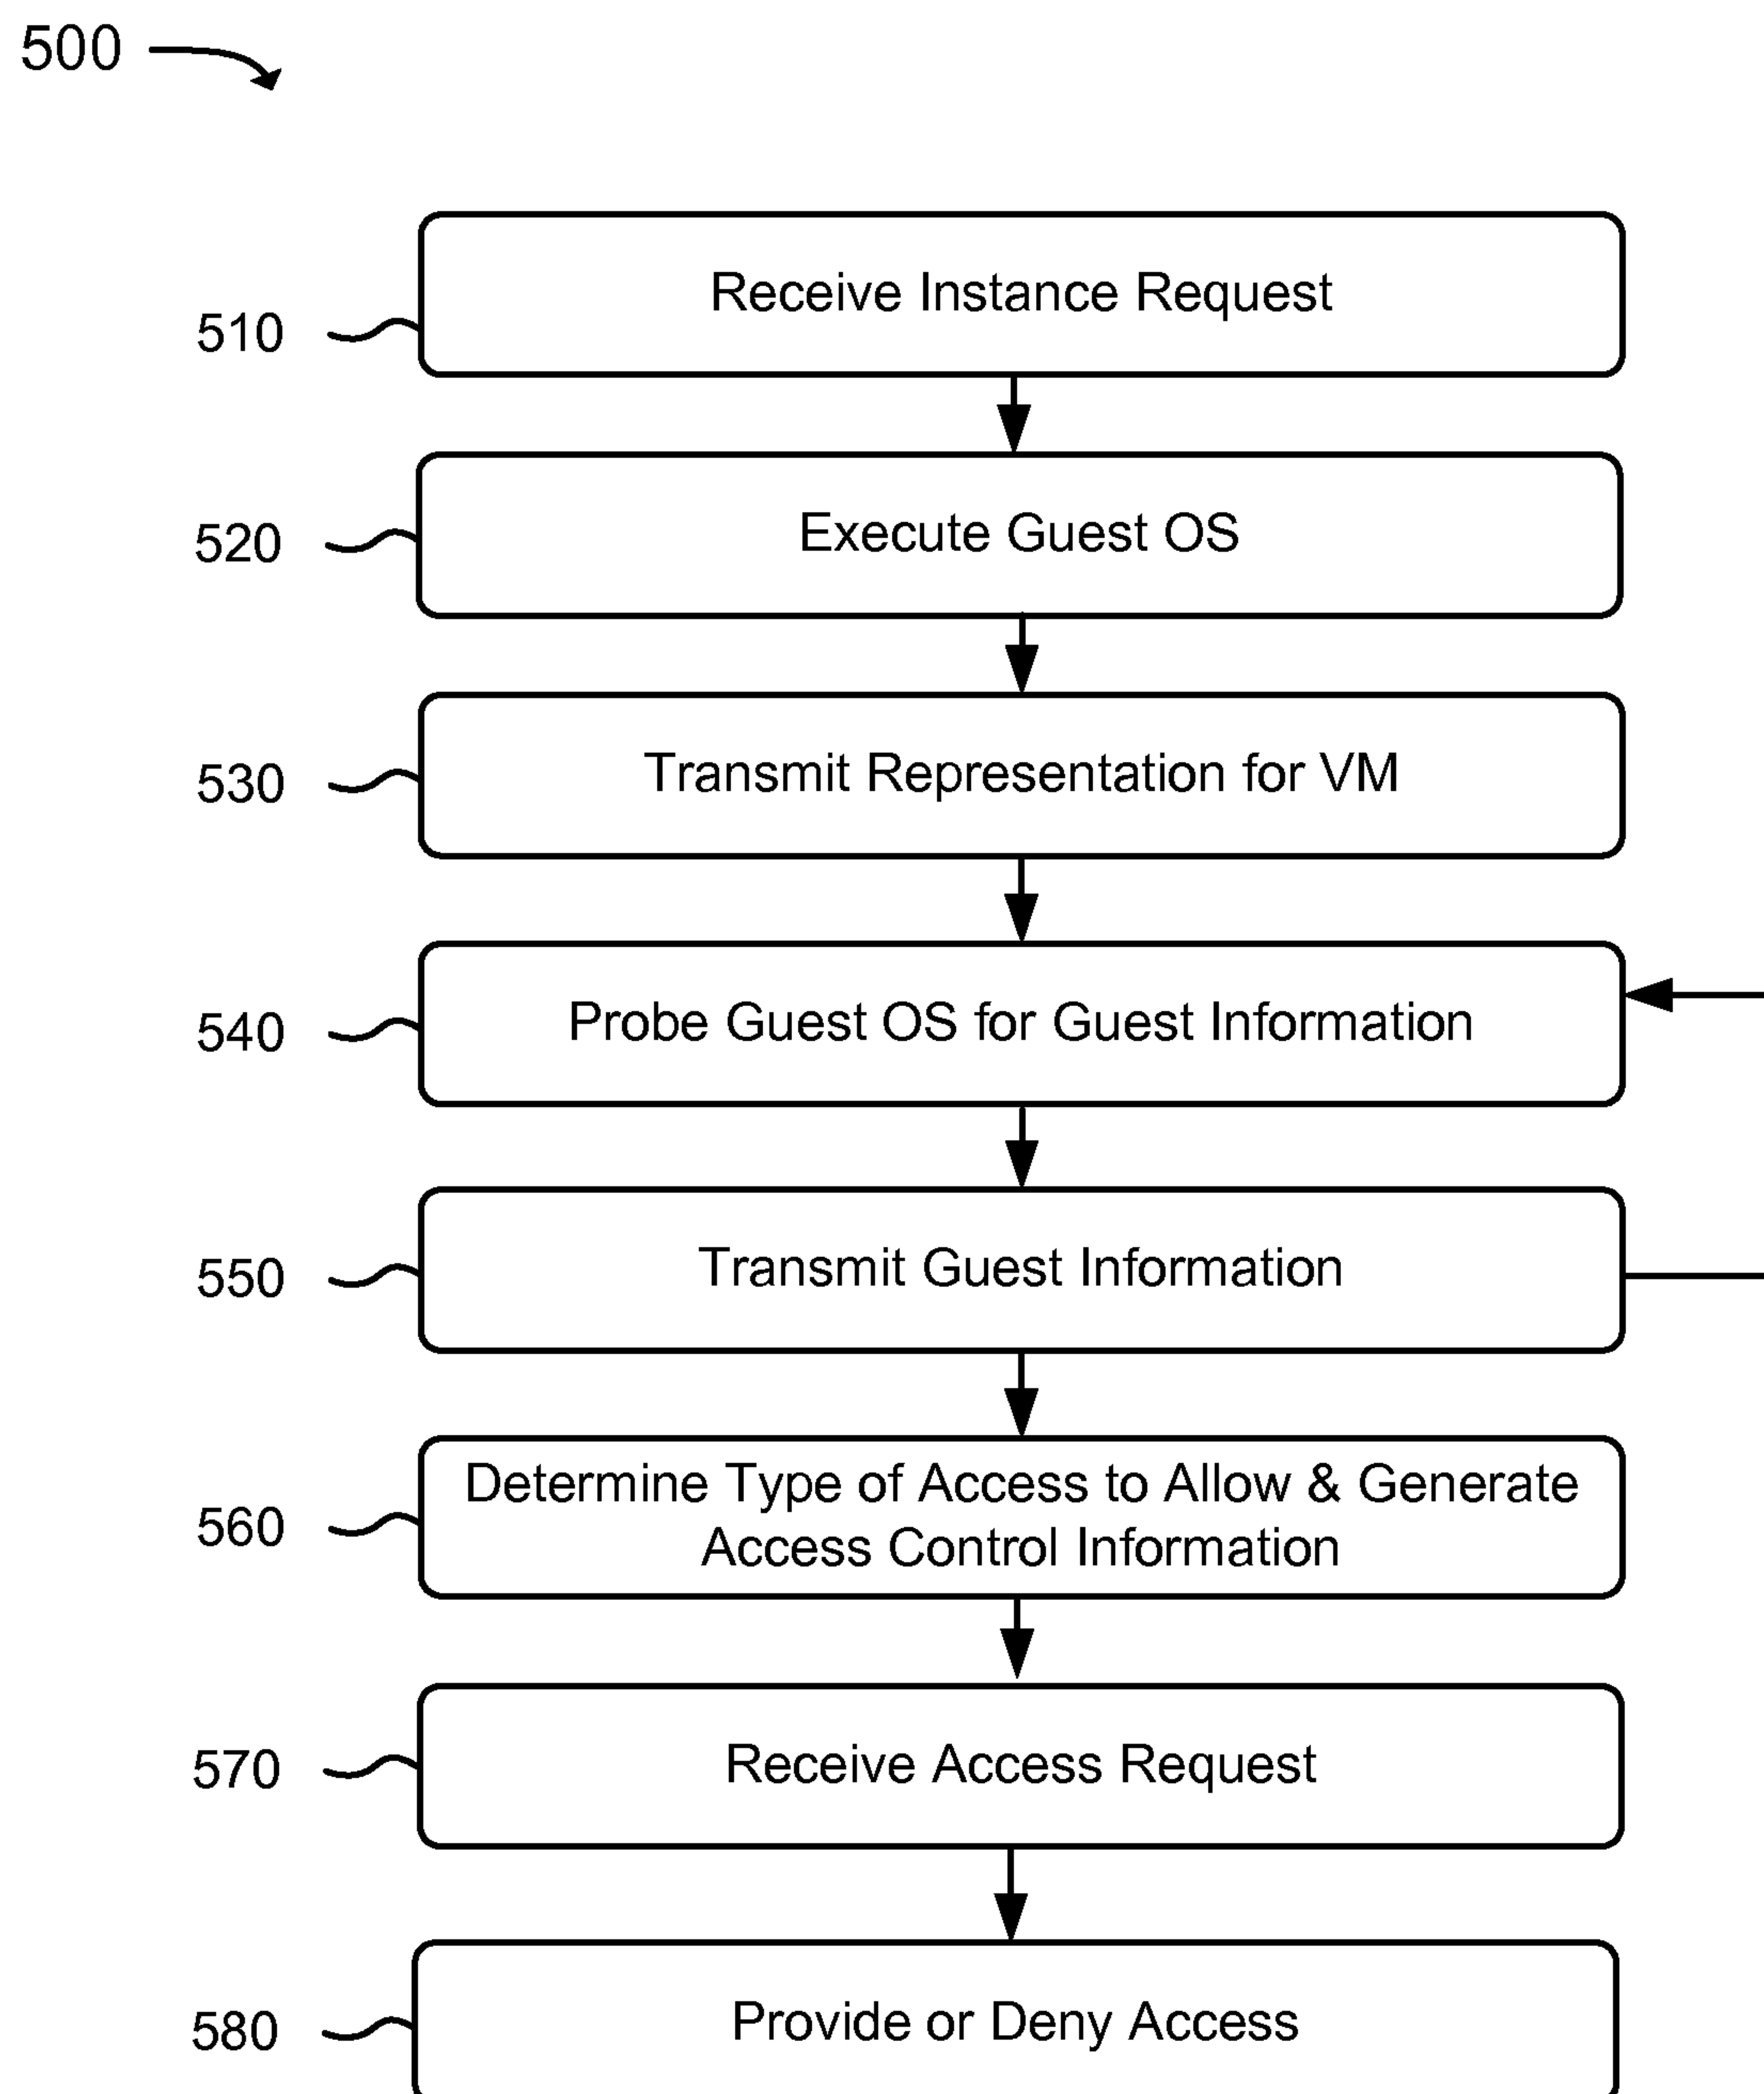 500
Receive Instance Request
510
Execute Guest OS
520
Transmit Representation for VM
530
Probe Guest OS for Guest Information
540
Transmit Guest Information
550
Determine Type of Access to Allow & Generate
Access Control Information
560
Receive Access Request
570
Provide or Deny Access
580